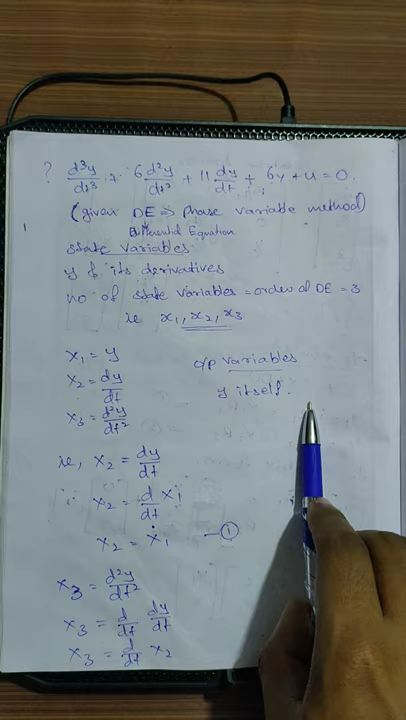 ? d³y/dt³ + 6 d²y/dt² + 11 dy/dt + 6y + u = 0.
(given DE ⇒ phase variable method)
Differential Equation
state variables
y & its derivatives
no of state variables = order of DE = 3
ie x₁, x₂, x₃
x₁ = y
o/p variables
x₂ = dy/dt
y itself.
x₃ = d²y/dt²
ie, x₂ = dy/dt
∵ x₂ = d/dt x₁
x₂ = ẋ₁ —①
x₃ = d²y/dt²
x₃ = d/dt dy/dt
x₃ = d/dt x₂